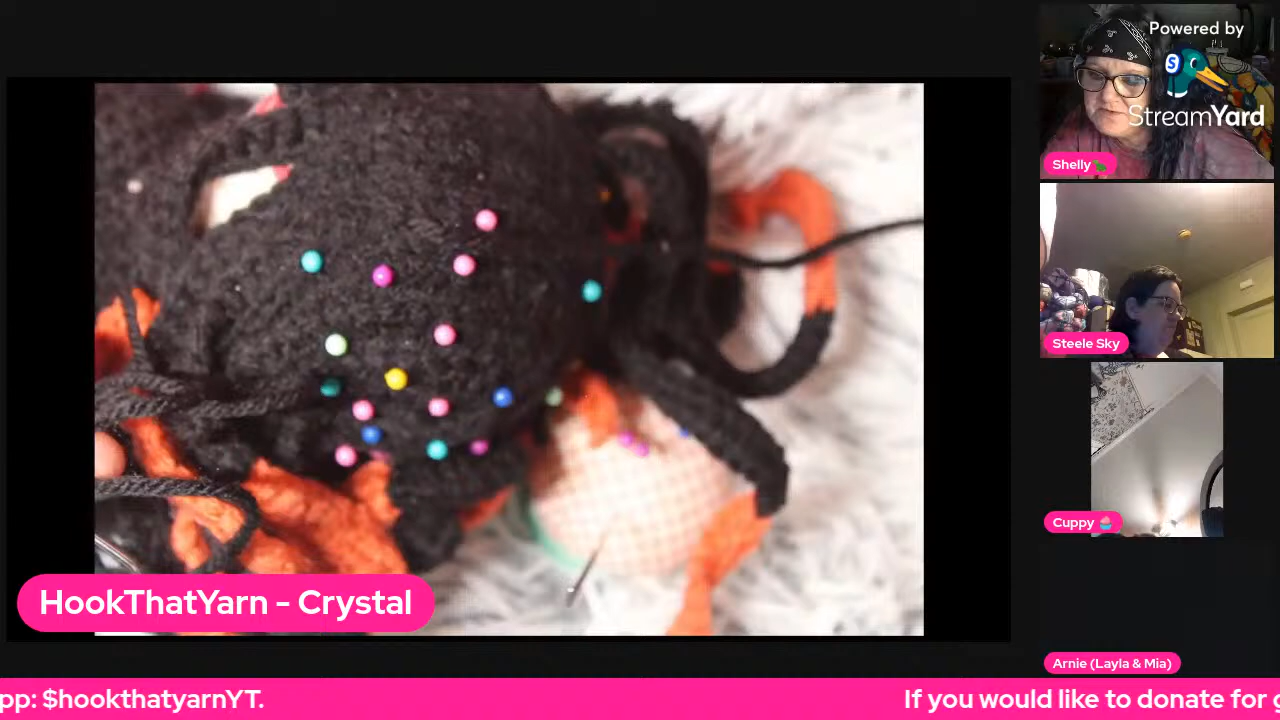 Powered by
StreamYard
Shelly
Steele Sky
Cuppy
HookThatYarn - Crystal
Arnie (Layla & Mia)
pp: $hookthatyarnYT.
If you would like to donate for g